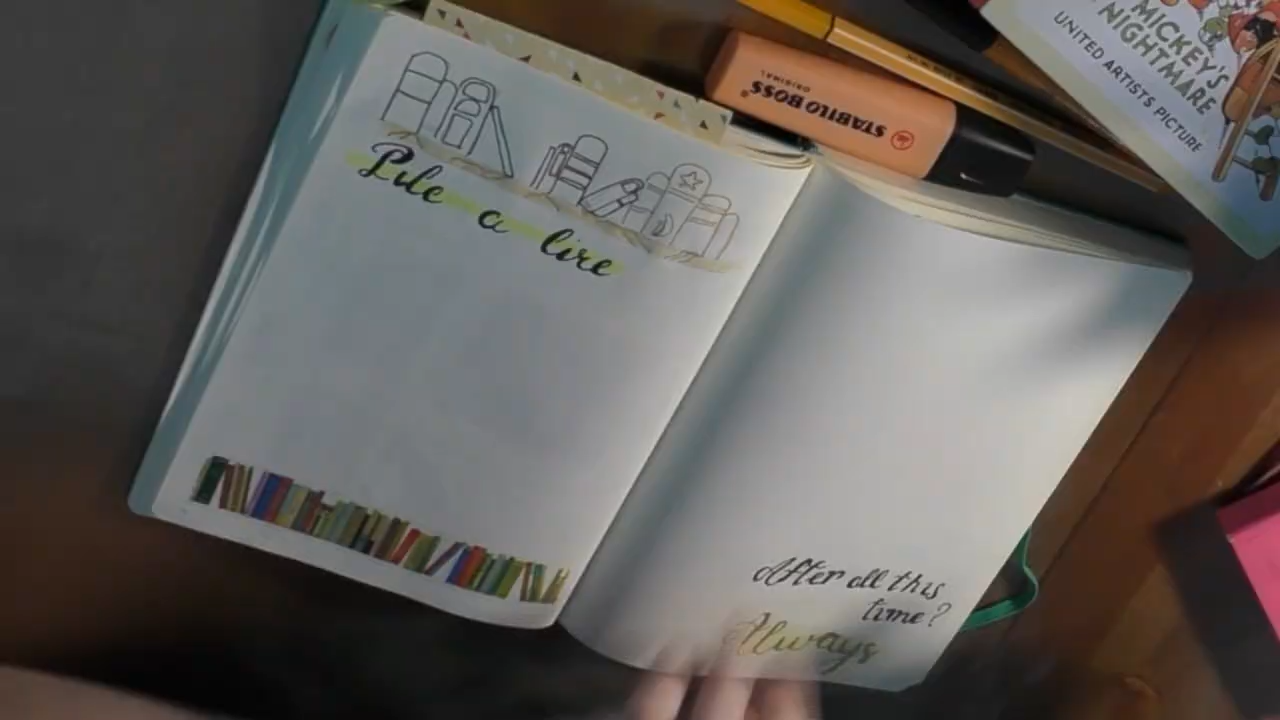 Pile a lire
After all this
time?
Always
STABILO BOSS
ORIGINAL
MICKEY'S
NIGHTMARE
UNITED ARTISTS PICTURE